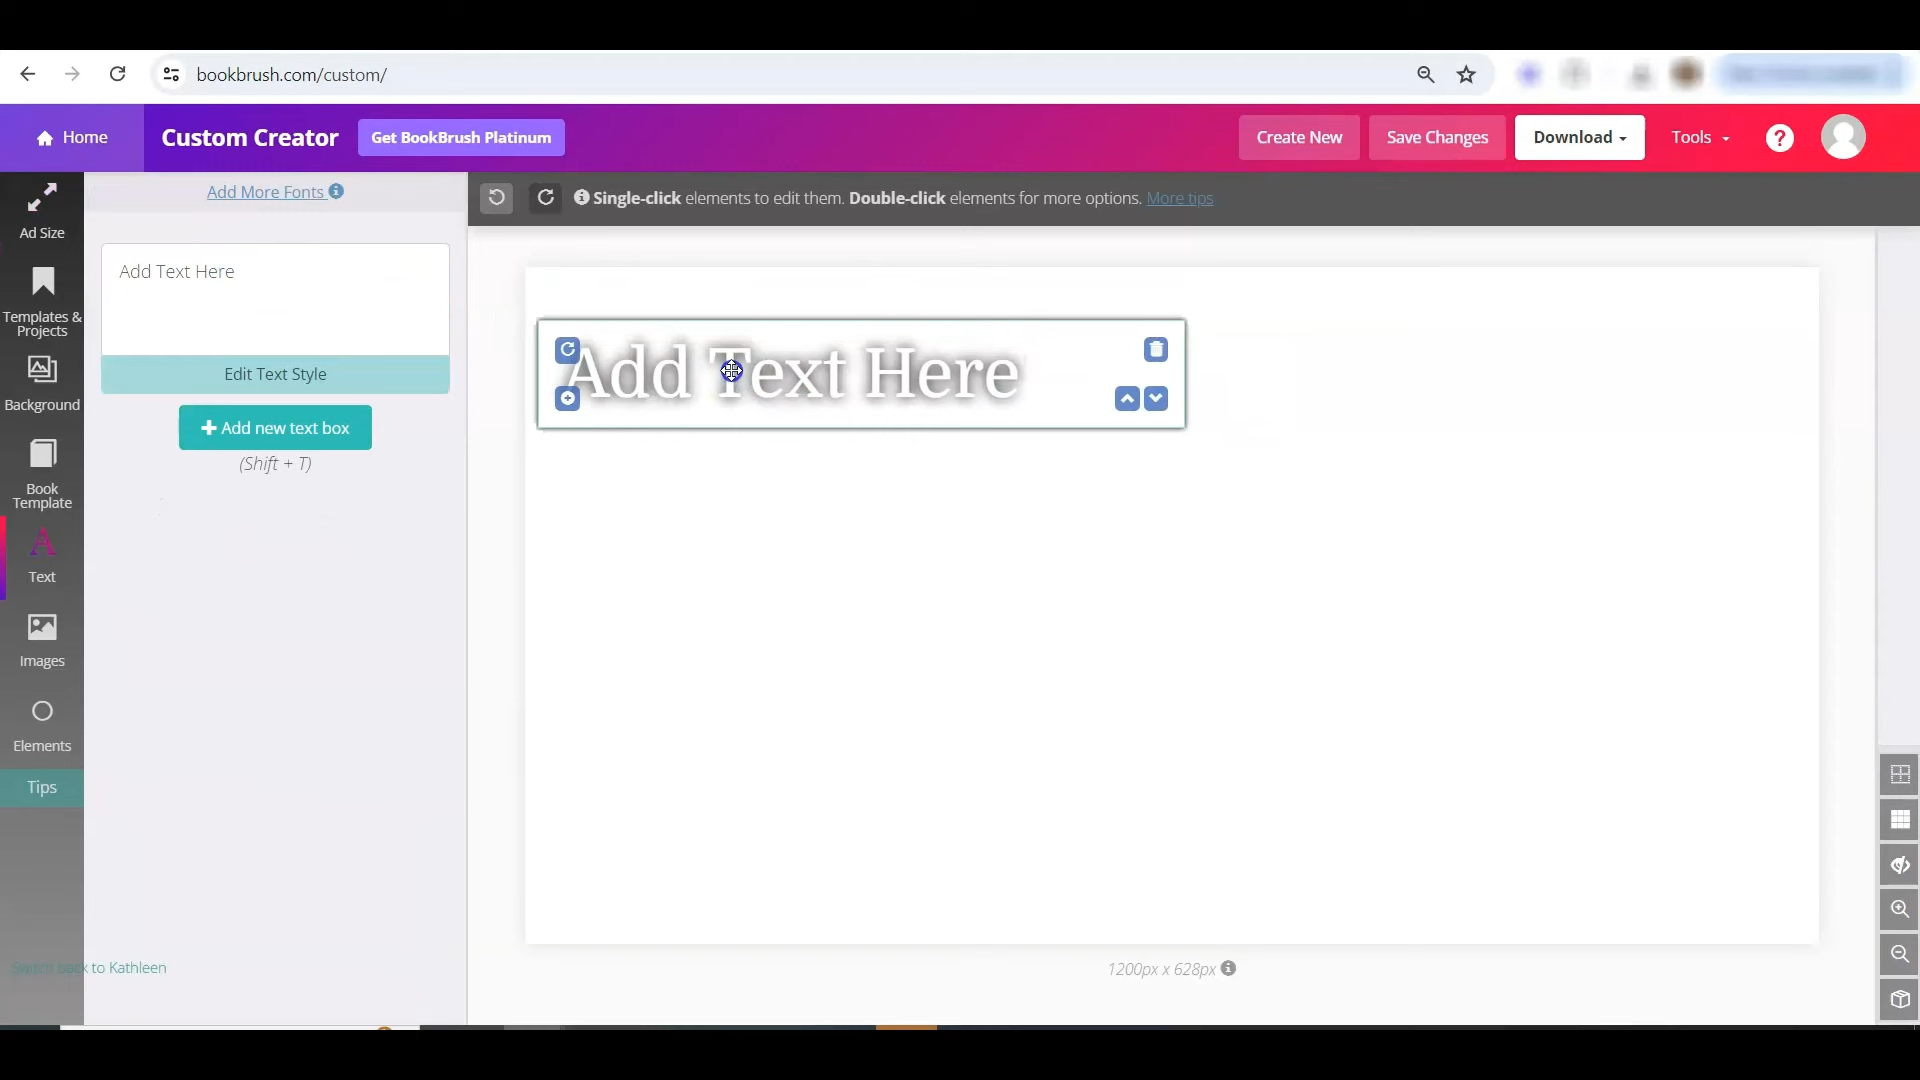 bookbrush.com/custom/
Home
Custom Creator
Get BookBrush Platinum
Create New
Save Changes
Download
Tools
?
Ad Size
Templates &
Projects
Background
Book
Template
Text
Images
Elements
Tips
Add More Fonts
Add Text Here
Edit Text Style
+ Add new text box
(Shift + T)
Switch back to Kathleen
Single-click elements to edit them. Double-click elements for more options. More tips
Add Text Here
1200px x 628px